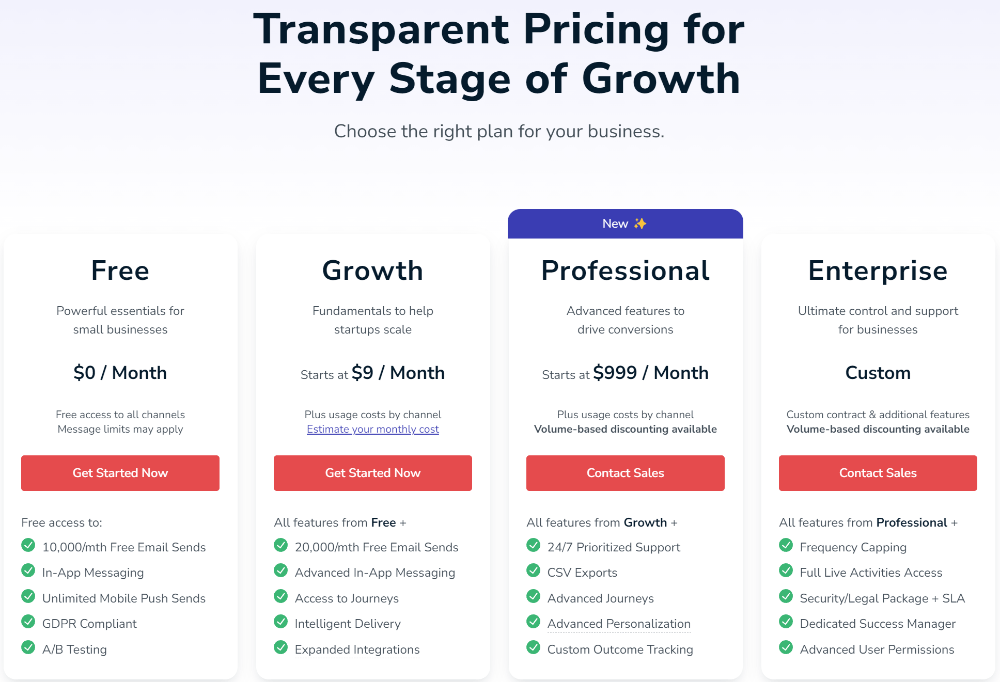 Transparent Pricing for
Every Stage of Growth
Choose the right plan for your business.
Free
Powerful essentials for
small businesses
$0 / Month
Free access to all channels
Message limits may apply
Get Started Now
Free access to:
10,000/mth Free Email Sends
In-App Messaging
Unlimited Mobile Push Sends
GDPR Compliant
A/B Testing
Growth
Fundamentals to help
startups scale
Starts at $9 / Month
Plus usage costs by channel
Estimate your monthly cost
Get Started Now
All features from Free +
20,000/mth Free Email Sends
Advanced In-App Messaging
Access to Journeys
Intelligent Delivery
Expanded Integrations
New ✨
Professional
Advanced features to
drive conversions
Starts at $999 / Month
Plus usage costs by channel
Volume-based discounting available
Contact Sales
All features from Growth +
24/7 Prioritized Support
CSV Exports
Advanced Journeys
Advanced Personalization
Custom Outcome Tracking
Enterprise
Ultimate control and support
for businesses
Custom
Custom contract & additional features
Volume-based discounting available
Contact Sales
All features from Professional +
Frequency Capping
Full Live Activities Access
Security/Legal Package + SLA
Dedicated Success Manager
Advanced User Permissions